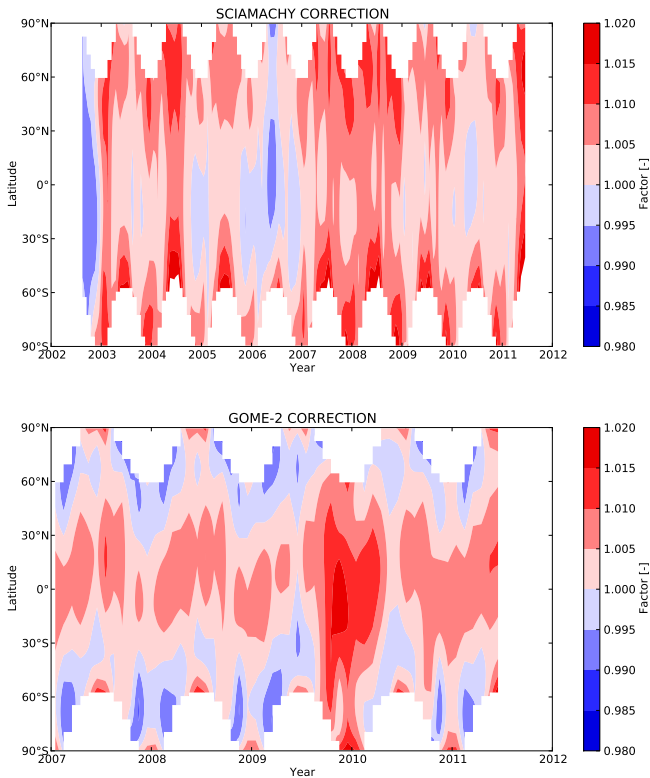 SCIAMACHY CORRECTION
90°N
60°N
30°N
0°
30°S
60°S
90°S
Latitude
2002 2003 2004 2005 2006 2007 2008 2009 2010 2011 2012
Year
1.020
1.015
1.010
1.005
1.000
0.995
0.990
0.985
0.980
Factor [-]
GOME-2 CORRECTION
90°N
60°N
30°N
0°
30°S
60°S
90°S
Latitude
2007 2008 2009 2010 2011 2012
Year
1.020
1.015
1.010
1.005
1.000
0.995
0.990
0.985
0.980
Factor [-]